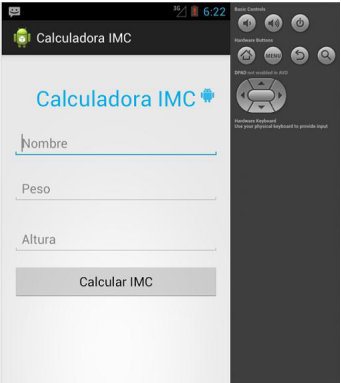 3G 6:22
Calculadora IMC
Calculadora IMC
Nombre
Peso
Altura
Calcular IMC
Basic Controls
Hardware Buttons
MENU
DPAD not enabled in AVD
Hardware Keyboard
Use your physical keyboard to provide input